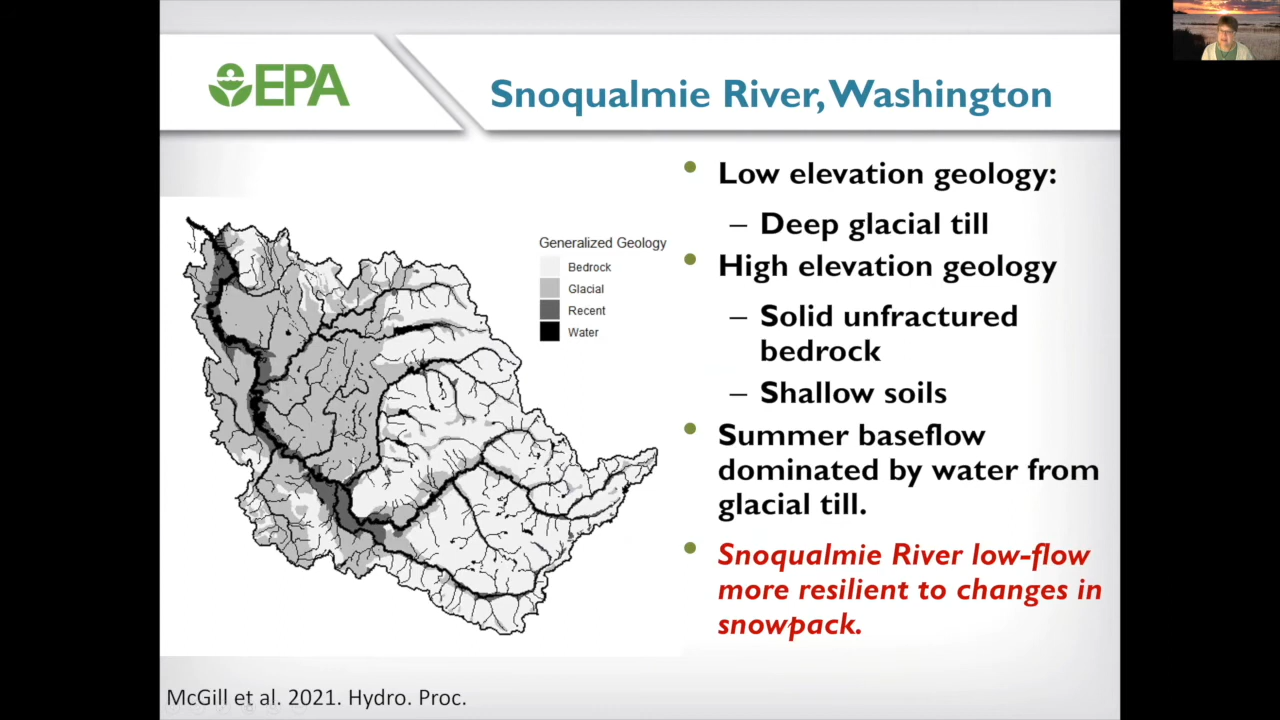 EPA
Snoqualmie River, Washington
Generalized Geology
Bedrock
Glacial
Recent
Water
• Low elevation geology:
– Deep glacial till
• High elevation geology
– Solid unfractured
bedrock
– Shallow soils
• Summer baseflow
dominated by water from
glacial till.
• Snoqualmie River low-flow
more resilient to changes in
snowpack.
McGill et al. 2021. Hydro. Proc.